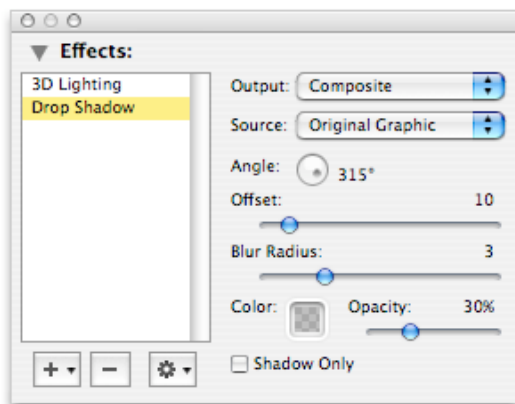 Effects:
3D Lighting
Drop Shadow
Output: Composite
Source: Original Graphic
Angle: 315°
Offset: 10
Blur Radius: 3
Color: Opacity: 30%
Shadow Only